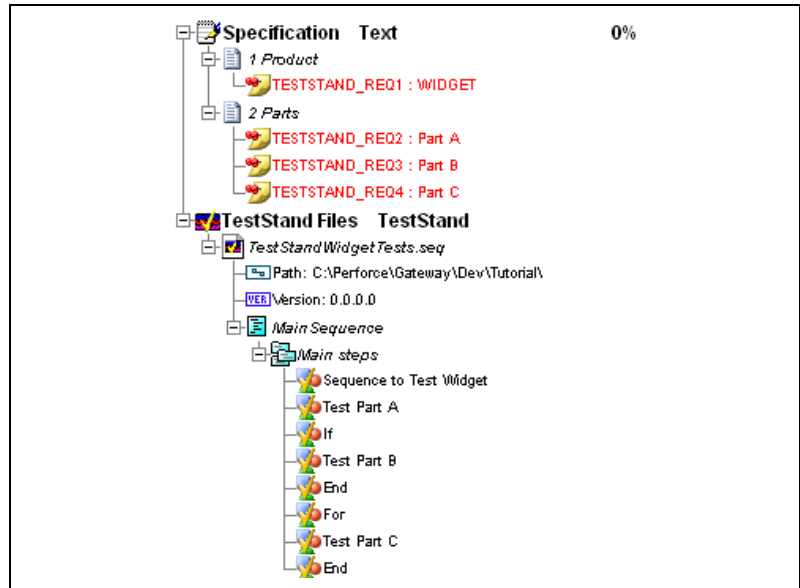 Specification Text 0%
1 Product
TESTSTAND_REQ1 : WIDGET
2 Parts
TESTSTAND_REQ2 : Part A
TESTSTAND_REQ3 : Part B
TESTSTAND_REQ4 : Part C
TestStand Files TestStand
TestStandWidgetTests.seq
Path: C:\Perforce\Gateway\Dev\Tutorial\
VER Version: 0.0.0.0
MainSequence
Main steps
Sequence to Test Widget
Test Part A
If
Test Part B
End
For
Test Part C
End